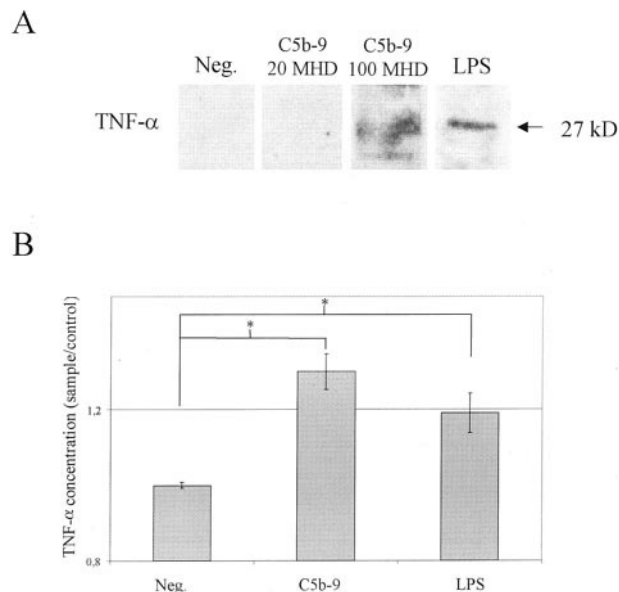 A
Neg.
C5b-9
20 MHD
C5b-9
100 MHD
LPS
TNF-α
27 kD
B
TNF-α concentration (sample/control)
*
*
1,2
0,8
Neg.
C5b-9
LPS